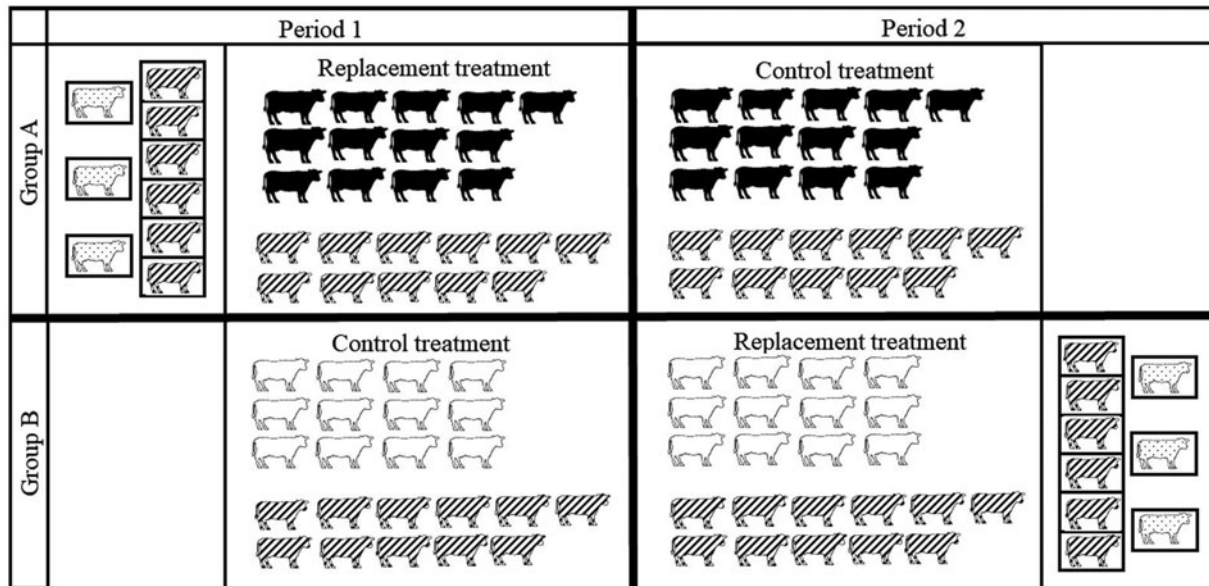 Period 1
Period 2
Group A
Replacement treatment
Control treatment
Group B
Control treatment
Replacement treatment